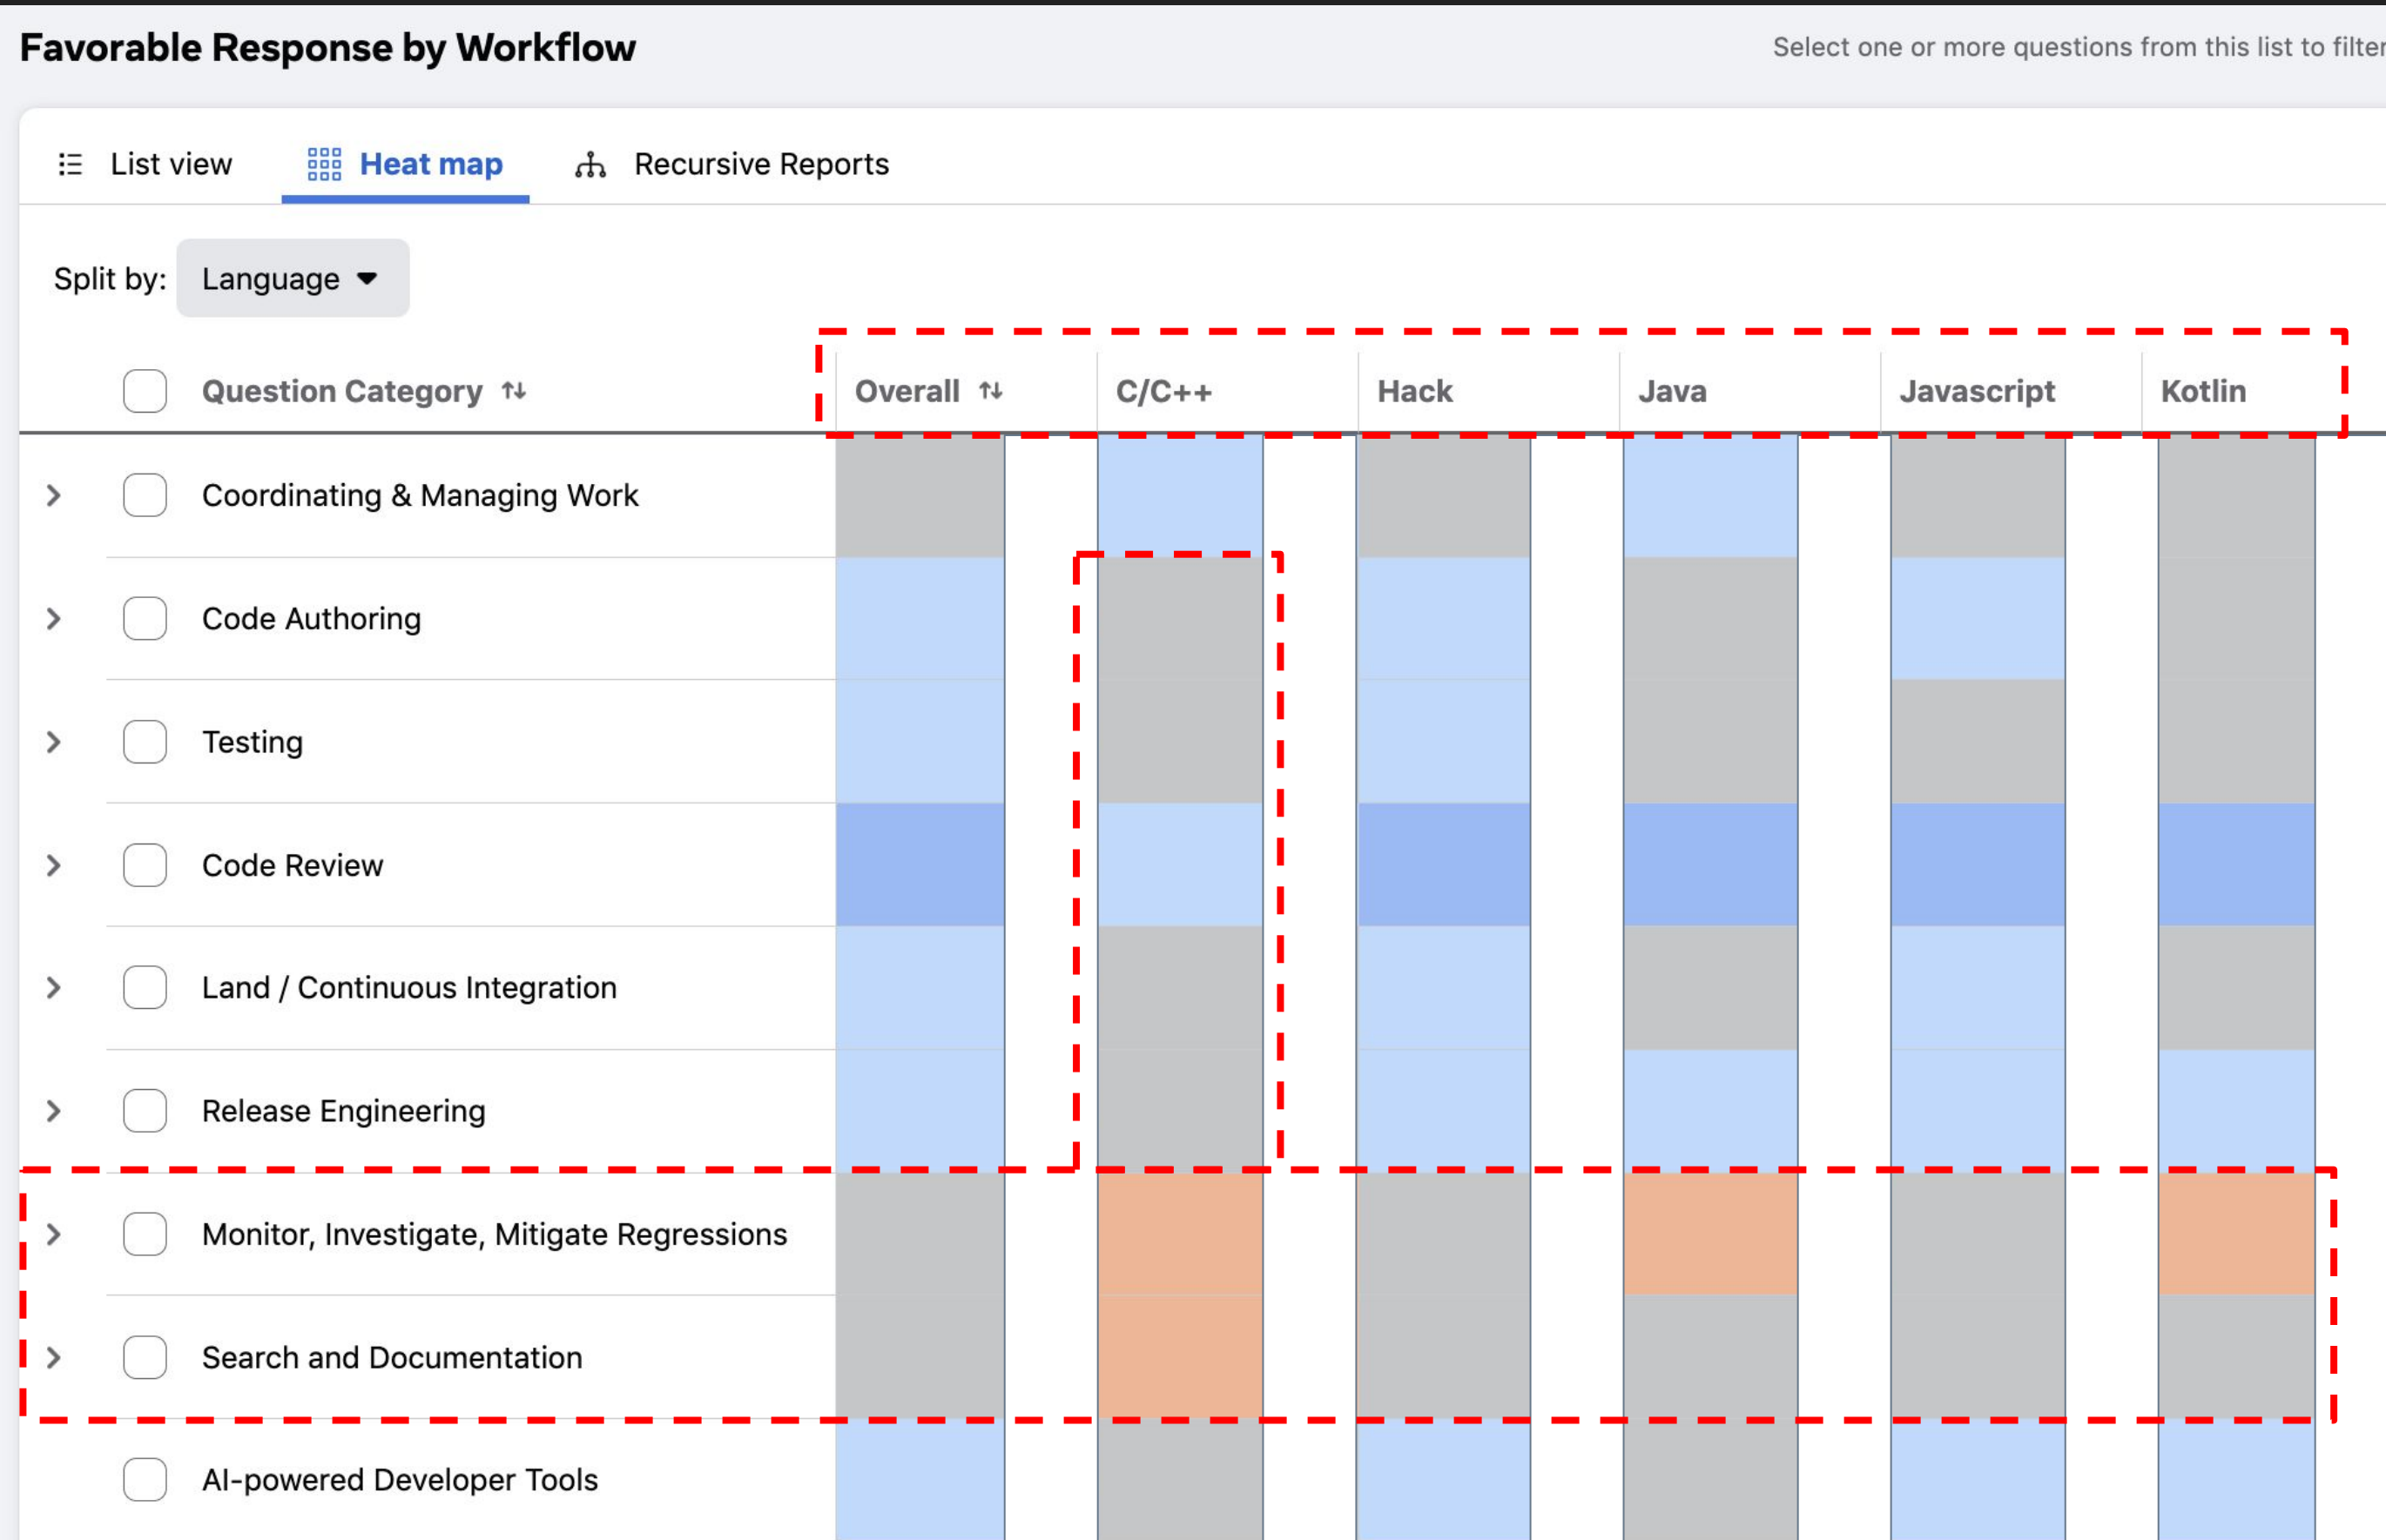 Favorable Response by Workflow
Select one or more questions from this list to filter
List view Heat map Recursive Reports
Split by: Language
Question Category Overall C/C++ Hack Java Javascript Kotlin
Coordinating & Managing Work
Code Authoring
Testing
Code Review
Land / Continuous Integration
Release Engineering
Monitor, Investigate, Mitigate Regressions
Search and Documentation
AI-powered Developer Tools